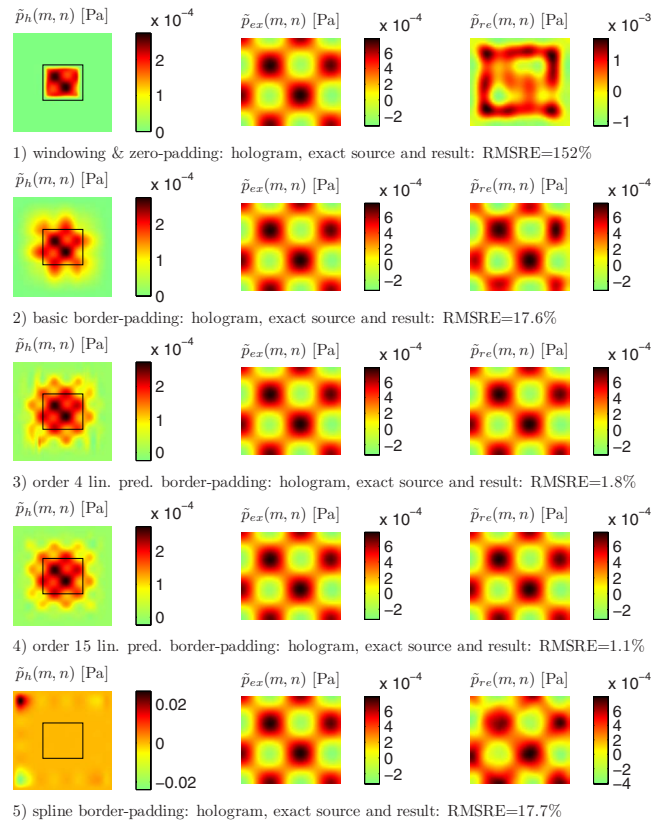 p̃h(m, n) [Pa] p̃ex(m, n) [Pa] p̃re(m, n) [Pa]
x 10⁻⁴ x 10⁻⁴ x 10⁻³
2 1 0
8 6 4 2 0 −2
1 0 −1
1) windowing & zero-padding: hologram, exact source and result: RMSRE=152%
p̃h(m, n) [Pa] p̃ex(m, n) [Pa] p̃re(m, n) [Pa]
x 10⁻⁴ x 10⁻⁴ x 10⁻⁴
2 1 0
6 4 2 0 −2
8 6 4 2 0 −2
2) basic border-padding: hologram, exact source and result: RMSRE=17.6%
p̃h(m, n) [Pa] p̃ex(m, n) [Pa] p̃re(m, n) [Pa]
x 10⁻⁴ x 10⁻⁴ x 10⁻⁴
2 1 0
6 4 2 0 −2
6 4 2 0 −2
3) order 4 lin. pred. border-padding: hologram, exact source and result: RMSRE=1.8%
p̃h(m, n) [Pa] p̃ex(m, n) [Pa] p̃re(m, n) [Pa]
x 10⁻⁴ x 10⁻⁴ x 10⁻⁴
2 1 0
6 4 2 0 −2
6 4 2 0 −2
4) order 15 lin. pred. border-padding: hologram, exact source and result: RMSRE=1.1%
p̃h(m, n) [Pa] p̃ex(m, n) [Pa] p̃re(m, n) [Pa]
x 10⁻⁴ x 10⁻⁴
0.02 0 −0.02
6 4 2 0 −2
8 6 4 2 0 −2 −4
5) spline border-padding: hologram, exact source and result: RMSRE=17.7%